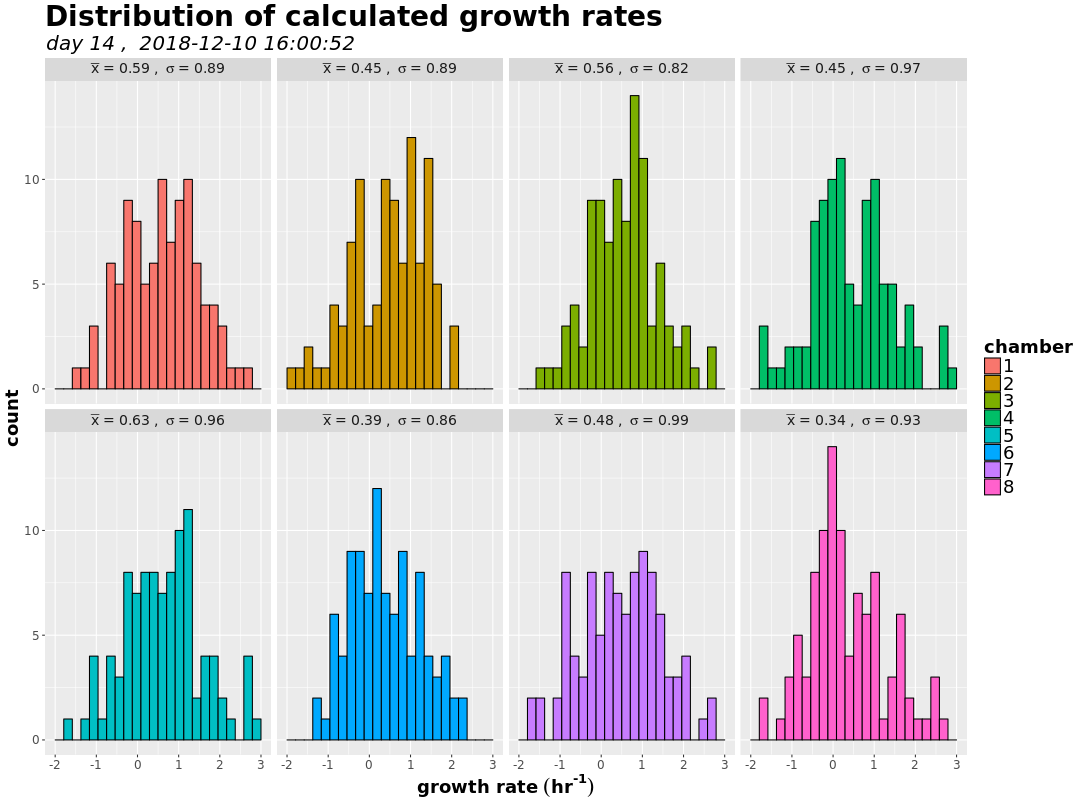 Distribution of calculated growth rates
day 14 ,  2018-12-10 16:00:52
x̅ = 0.59 ,  σ = 0.89
x̅ = 0.45 ,  σ = 0.89
x̅ = 0.56 ,  σ = 0.82
x̅ = 0.45 ,  σ = 0.97
10
5
0
x̅ = 0.63 ,  σ = 0.96
x̅ = 0.39 ,  σ = 0.86
x̅ = 0.48 ,  σ = 0.99
x̅ = 0.34 ,  σ = 0.93
10
5
0
-2 -1 0 1 2 3
-2 -1 0 1 2 3
-2 -1 0 1 2 3
-2 -1 0 1 2 3
count
growth rate (hr⁻¹)
chamber
1
2
3
4
5
6
7
8